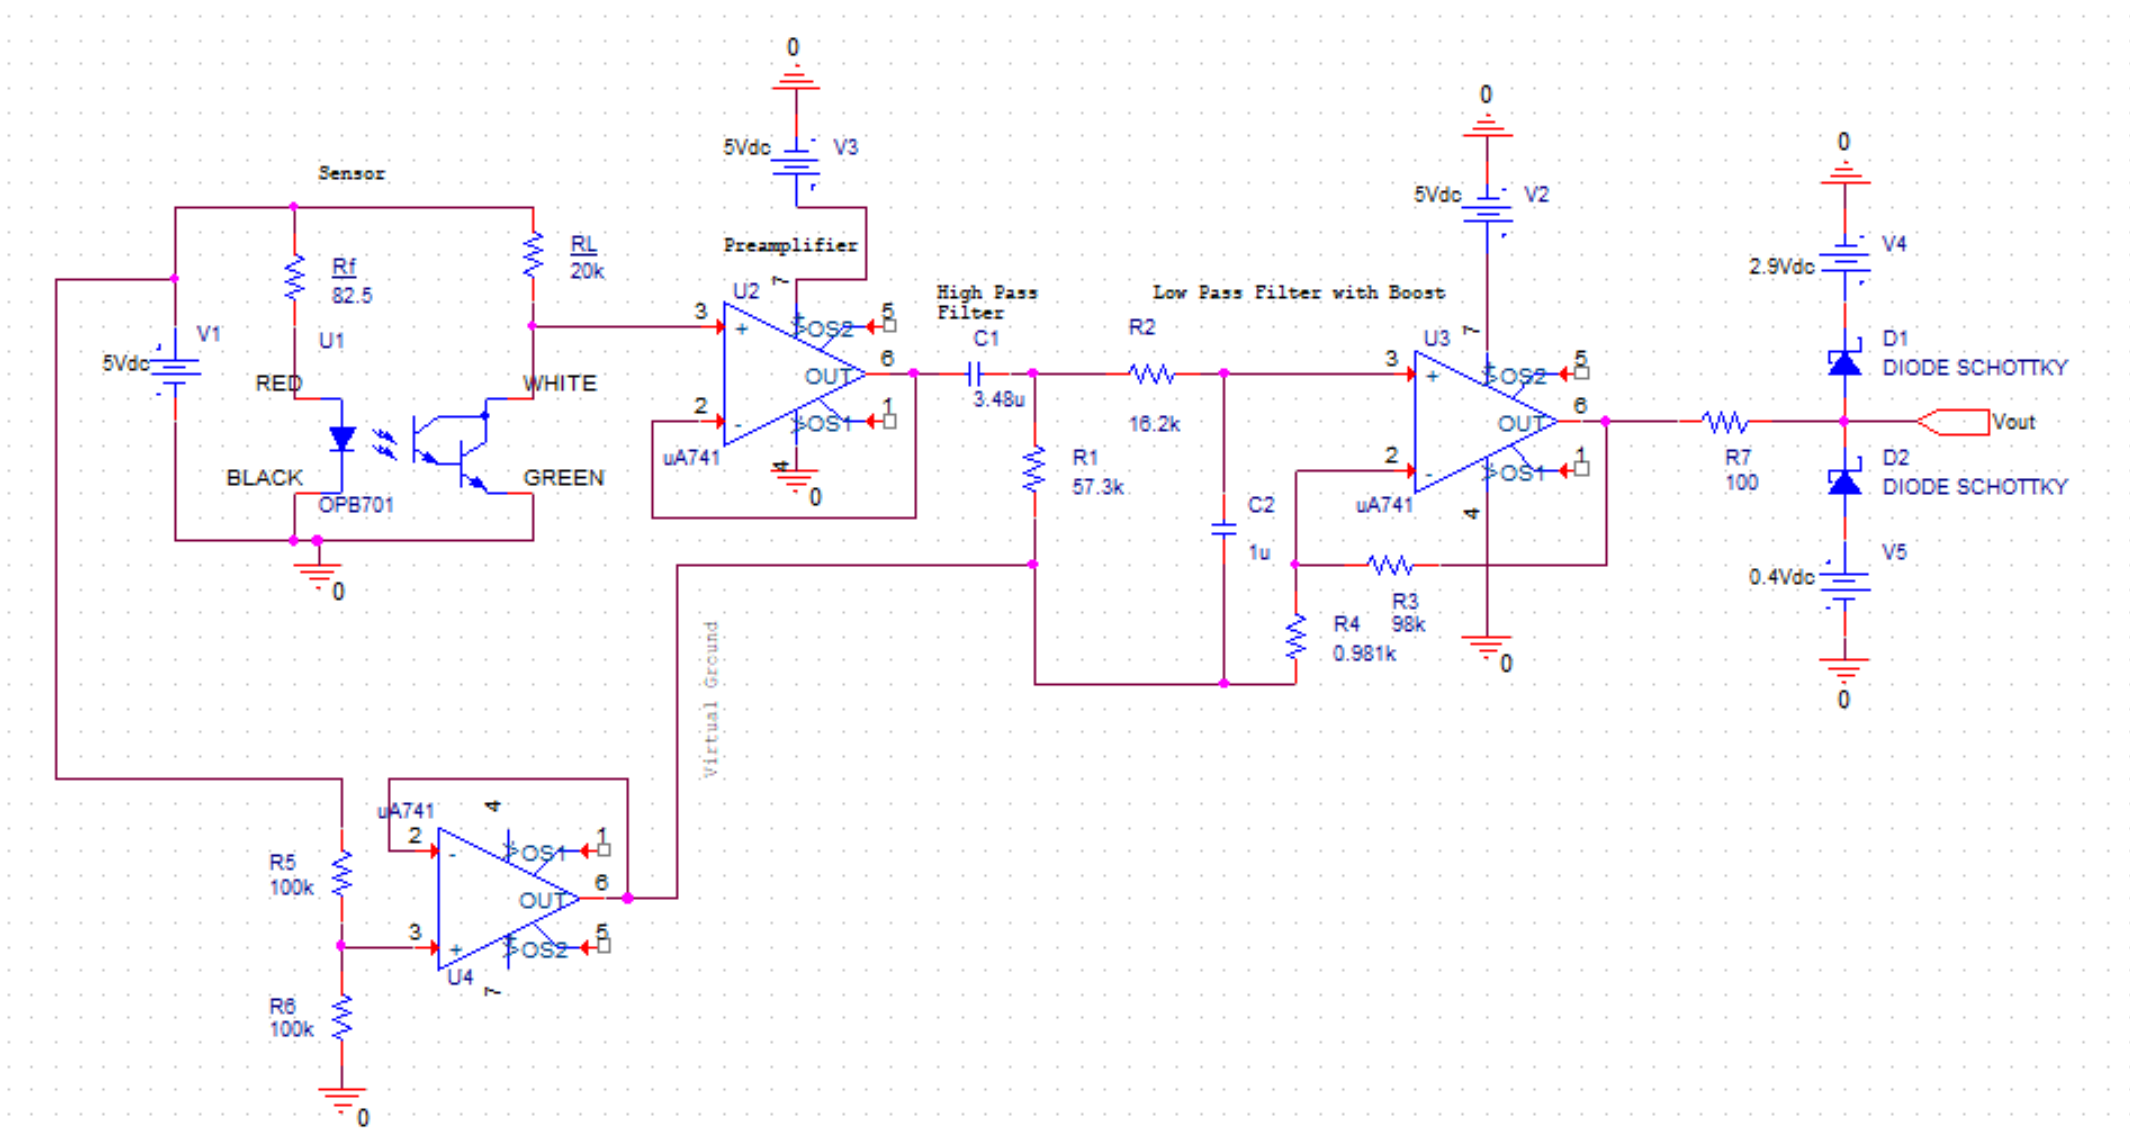 0
5Vdc
V3
0
5Vdc
V2
0
V4
2.9Vdc
Sensor
Rf
82.5
RL
20k
V1
5Vdc
U1
RED
WHITE
BLACK
GREEN
OPB701
0
Preamplifier
U2
7
3
+
OS2
5
6
OUT
2
-
OS1
1
uA741
4
0
High Pass
Filter
C1
3.48u
R1
57.3k
Low Pass Filter with Boost
R2
16.2k
C2
1u
U3
7
3
+
OS2
5
6
OUT
2
-
OS1
1
uA741
4
R3
98k
R4
0.981k
0
R7
100
D1
DIODE SCHOTTKY
Vout
D2
DIODE SCHOTTKY
V5
0.4Vdc
0
Virtual Ground
uA741
4
2
-
OS1
1
6
OUT
3
+
OS2
5
U4
7
R5
100k
R6
100k
0